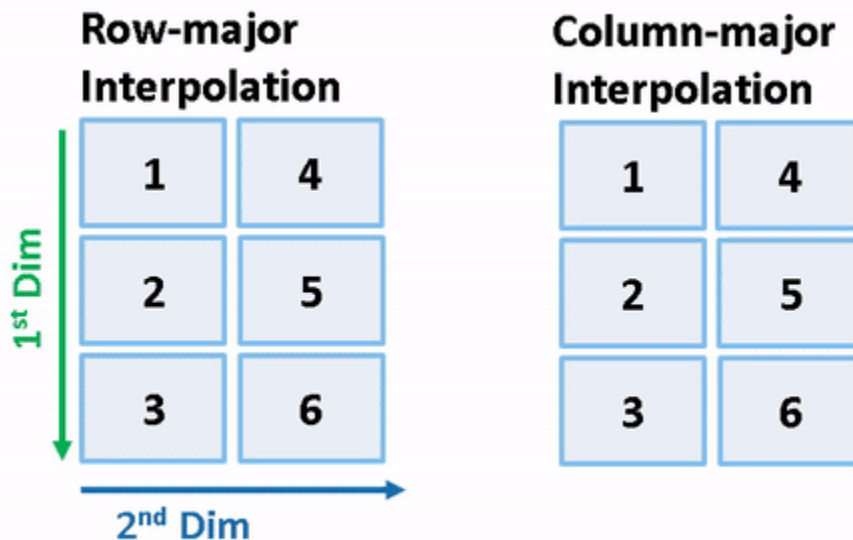 Row-major
Interpolation
Column-major
Interpolation
1 4
2 5
3 6
1st Dim
2nd Dim
1 4
2 5
3 6